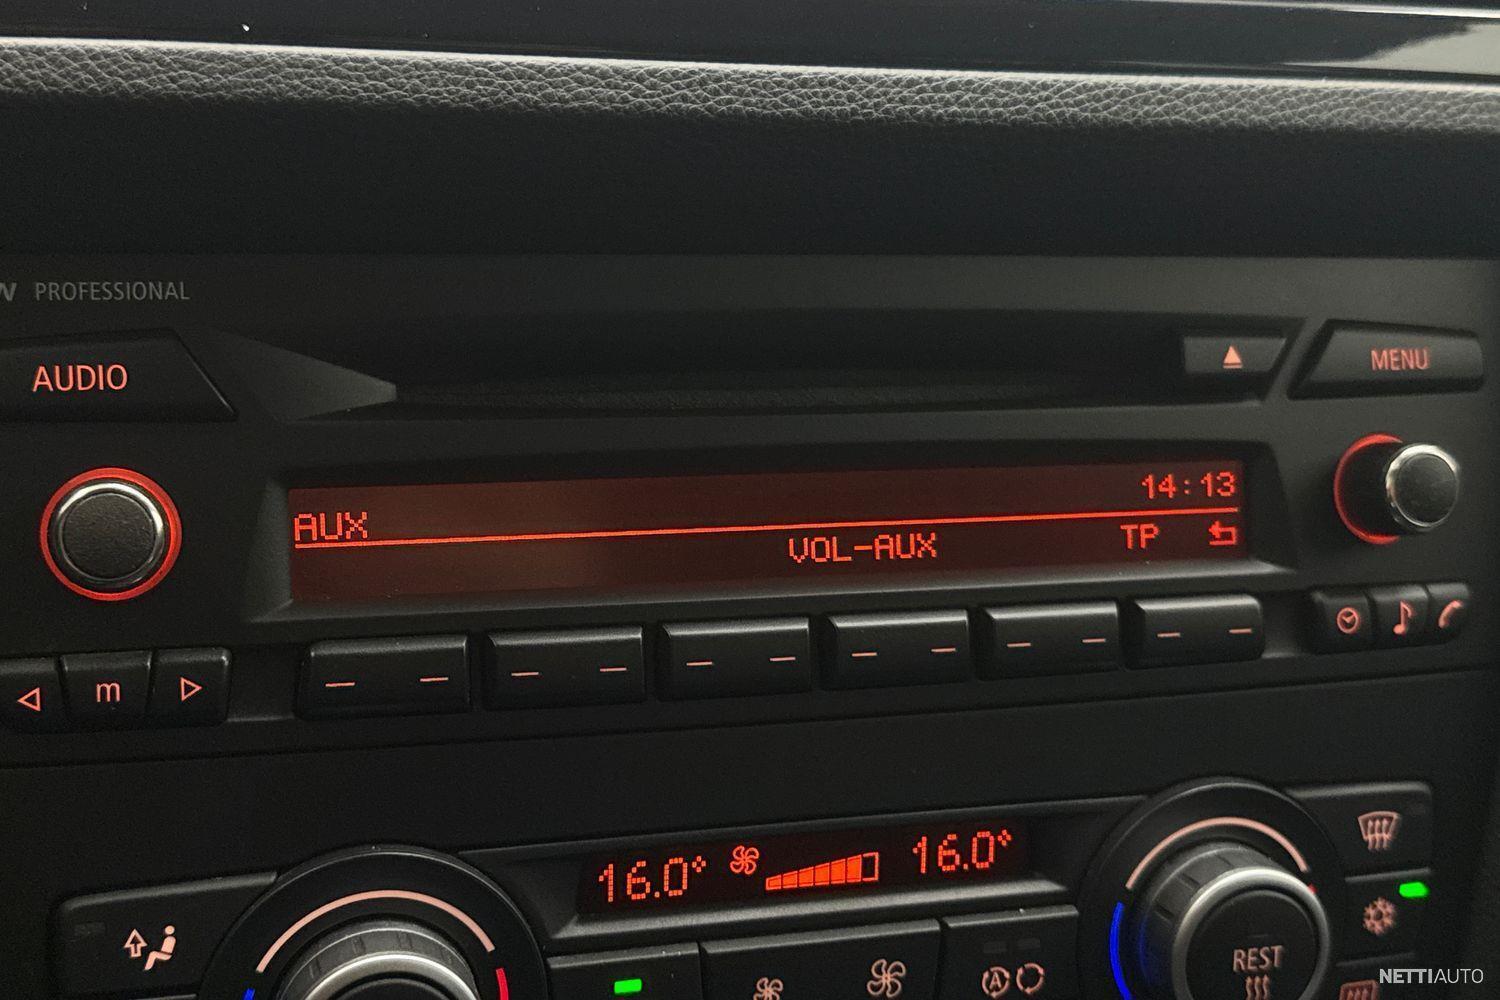 PROFESSIONAL
AUDIO
MENU
14:13
AUX
VOL-AUX TP
m
16.0° 16.0°
REST
A
NETTIAUTO